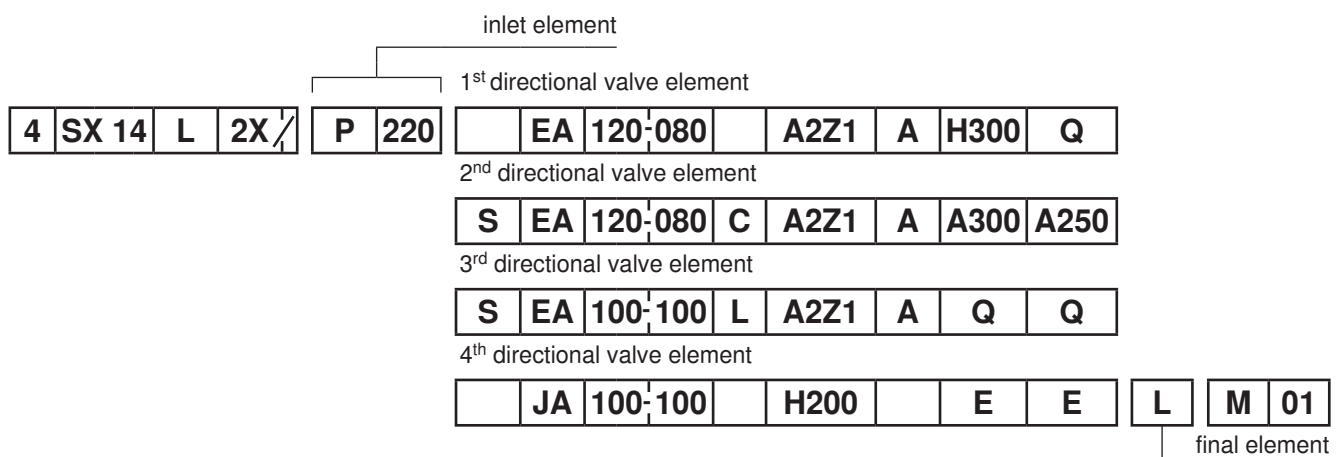 inlet element
1st directional valve element
4 SX 14 L 2X/ P 220 EA 120-080 A2Z1 A H300 Q
2nd directional valve element
S EA 120-080 C A2Z1 A A300 A250
3rd directional valve element
S EA 100-100 L A2Z1 A Q Q
4th directional valve element
JA 100-100 H200 E E L M 01
final element